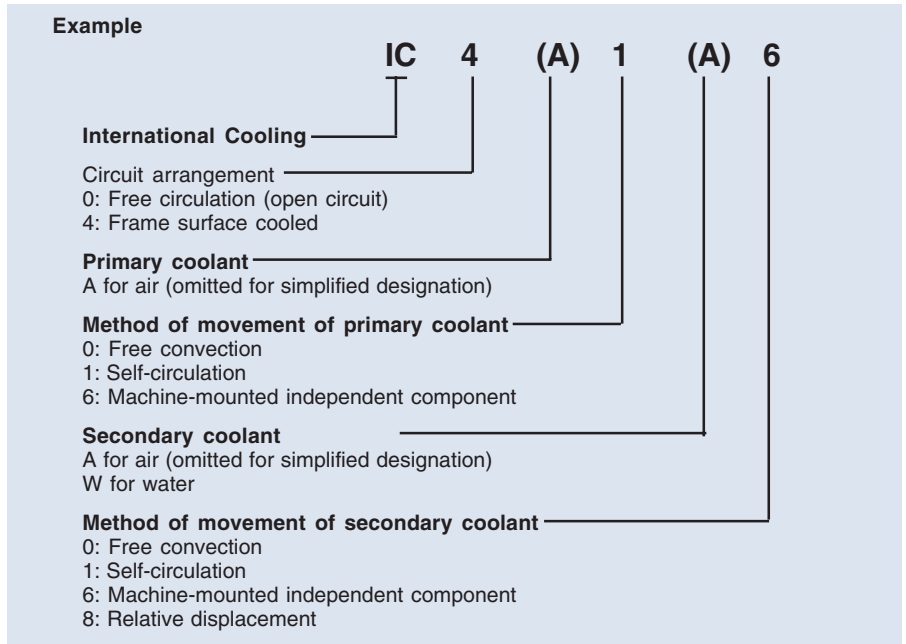 Example
IC 4 (A) 1 (A) 6
International Cooling
Circuit arrangement
0: Free circulation (open circuit)
4: Frame surface cooled
Primary coolant
A for air (omitted for simplified designation)
Method of movement of primary coolant
0: Free convection
1: Self-circulation
6: Machine-mounted independent component
Secondary coolant
A for air (omitted for simplified designation)
W for water
Method of movement of secondary coolant
0: Free convection
1: Self-circulation
6: Machine-mounted independent component
8: Relative displacement